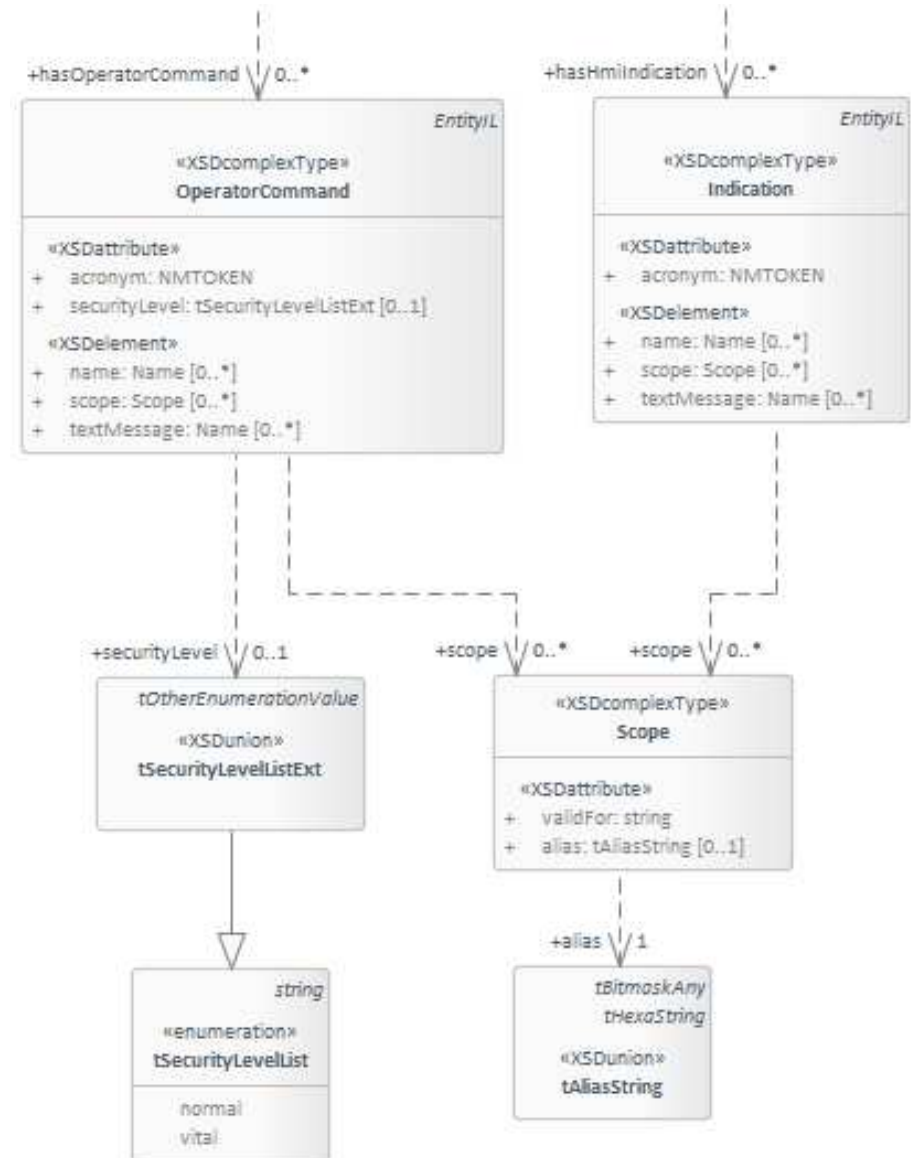 +hasOperatorCommand 0..*
EntityIL
«XSDcomplexType»
OperatorCommand
«XSDattribute»
+ acronym: NMTOKEN
+ securityLevel: tSecurityLevelListExt [0..1]
«XSDelement»
+ name: Name [0..*]
+ scope: Scope [0..*]
+ textMessage: Name [0..*]
+hasHmiIndication 0..*
EntityIL
«XSDcomplexType»
Indication
«XSDattribute»
+ acronym: NMTOKEN
«XSDelement»
+ name: Name [0..*]
+ scope: Scope [0..*]
+ textMessage: Name [0..*]
+securityLevel 0..1
tOtherEnumerationValue
«XSDunion»
tSecurityLevelListExt
+scope 0..*
+scope 0..*
«XSDcomplexType»
Scope
«XSDattribute»
+ validFor: string
+ alias: tAliasString [0..1]
string
«enumeration»
tSecurityLevelList
normal
vital
+alias 1
tBitmaskAny
tHexaString
«XSDunion»
tAliasString